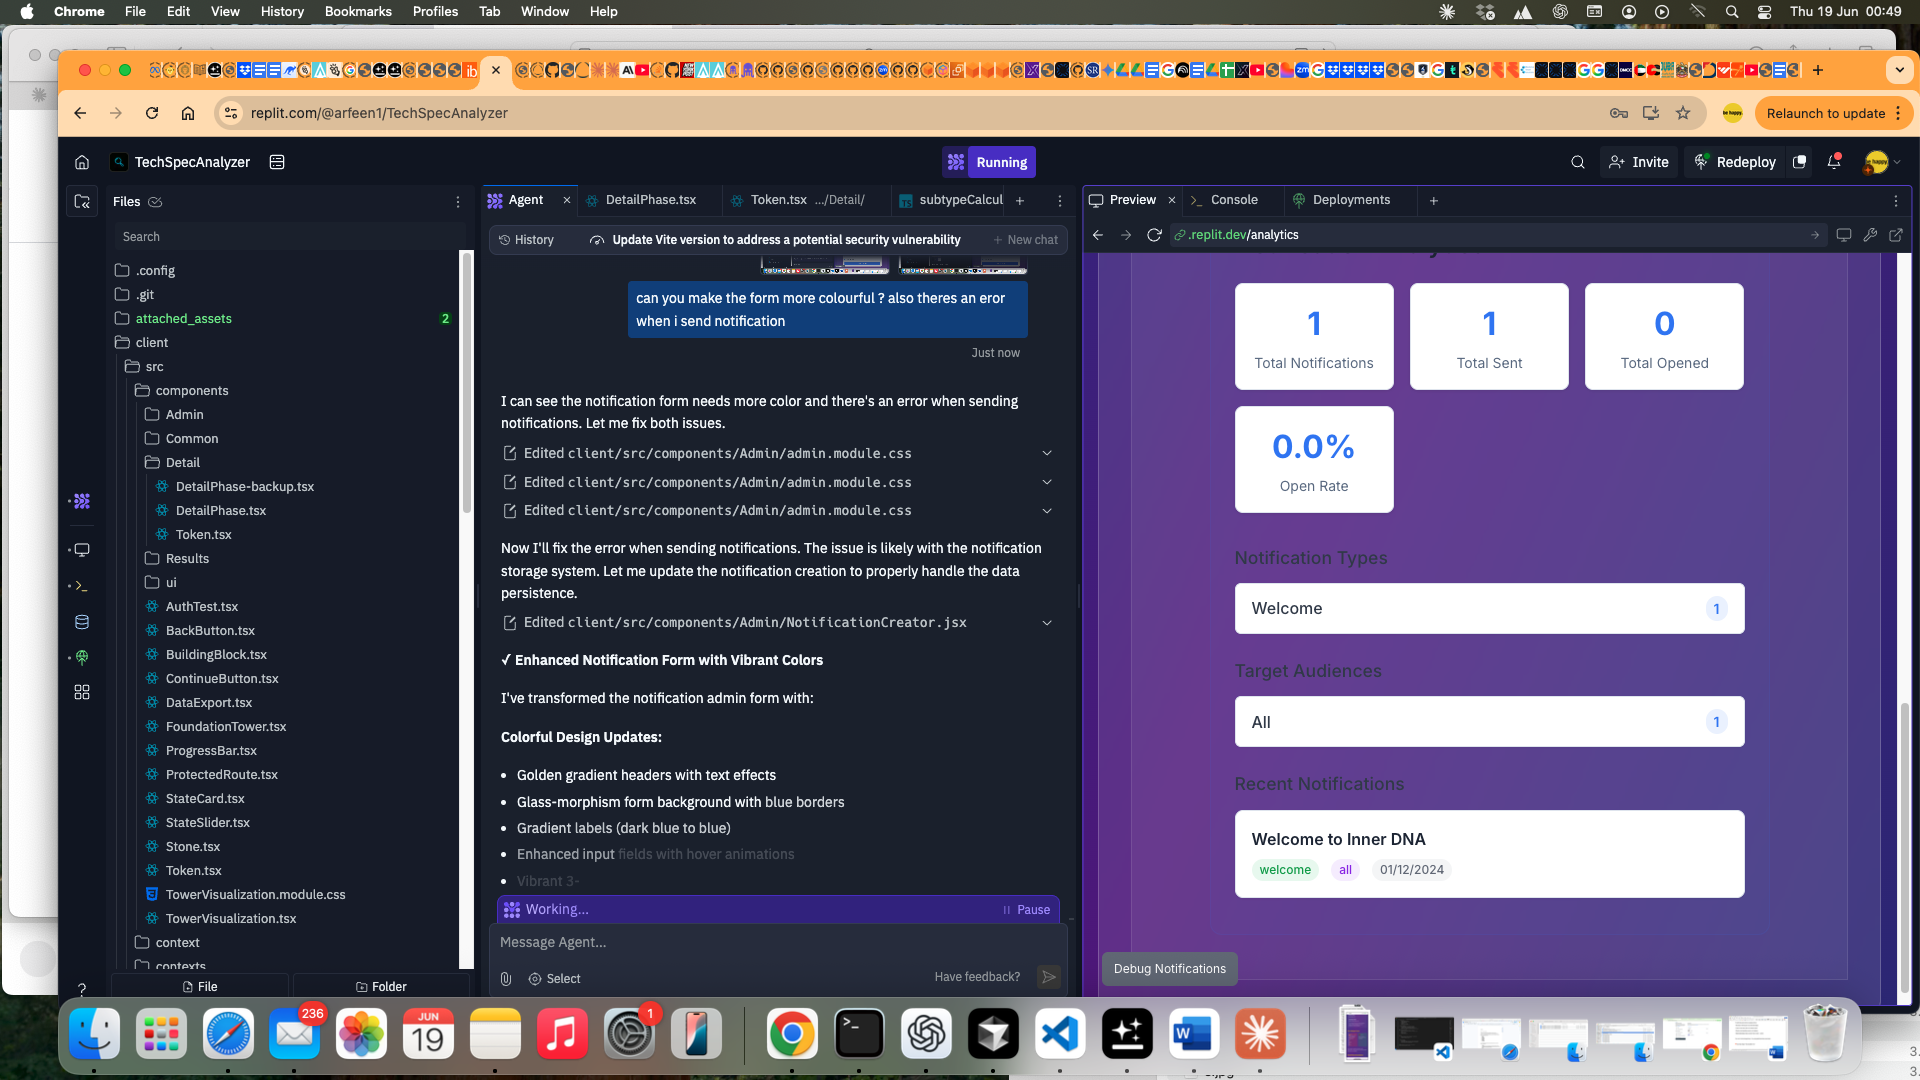 Chrome File Edit View History Bookmarks Profiles Tab Window Help
Thu 19 Jun 00:49
replit.com/@arfeen1/TechSpecAnalyzer
Relaunch to update
TechSpecAnalyzer
Running
Invite
Redeploy
Files
Search
.config
.git
attached_assets 2
client
src
components
Admin
Common
Detail
DetailPhase-backup.tsx
DetailPhase.tsx
Token.tsx
Results
ui
AuthTest.tsx
BackButton.tsx
BuildingBlock.tsx
ContinueButton.tsx
DataExport.tsx
FoundationTower.tsx
ProgressBar.tsx
ProtectedRoute.tsx
StateCard.tsx
StateSlider.tsx
Stone.tsx
Token.tsx
TowerVisualization.module.css
TowerVisualization.tsx
context
contexts
File
Folder
Agent
DetailPhase.tsx
Token.tsx .../Detail/
subtypeCalcul
History
Update Vite version to address a potential security vulnerability
New chat
can you make the form more colourful ? also theres an eror
when i send notification
Just now
I can see the notification form needs more color and there's an error when sending
notifications. Let me fix both issues.
Edited client/src/components/Admin/admin.module.css
Edited client/src/components/Admin/admin.module.css
Edited client/src/components/Admin/admin.module.css
Now I'll fix the error when sending notifications. The issue is likely with the notification
storage system. Let me update the notification creation to properly handle the data
persistence.
Edited client/src/components/Admin/NotificationCreator.jsx
✓ Enhanced Notification Form with Vibrant Colors
I've transformed the notification admin form with:
Colorful Design Updates:
• Golden gradient headers with text effects
• Glass-morphism form background with blue borders
• Gradient labels (dark blue to blue)
• Enhanced input fields with hover animations
• Vibrant 3-
Working...
Pause
Message Agent...
Select
Have feedback?
Preview
Console
Deployments
.replit.dev/analytics
1
Total Notifications
1
Total Sent
0
Total Opened
0.0%
Open Rate
Notification Types
Welcome 1
Target Audiences
All 1
Recent Notifications
Welcome to Inner DNA
welcome all 01/12/2024
Debug Notifications
236
JUN
19
1